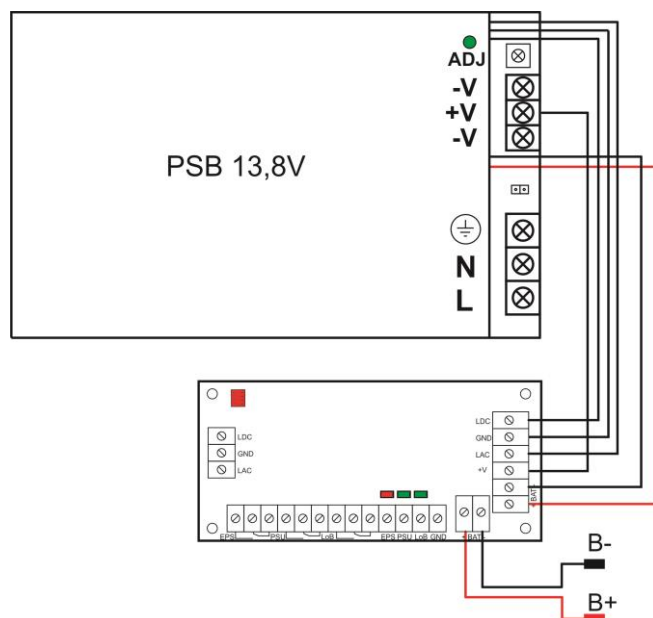 ADJ
-V
+V
-V
PSB 13,8V
N
L
LDC
GND
LAC
+V
+BAT-
LDC
GND
LAC
EPS PSU LoB EPS PSU LoB GND +BAT-
B-
B+